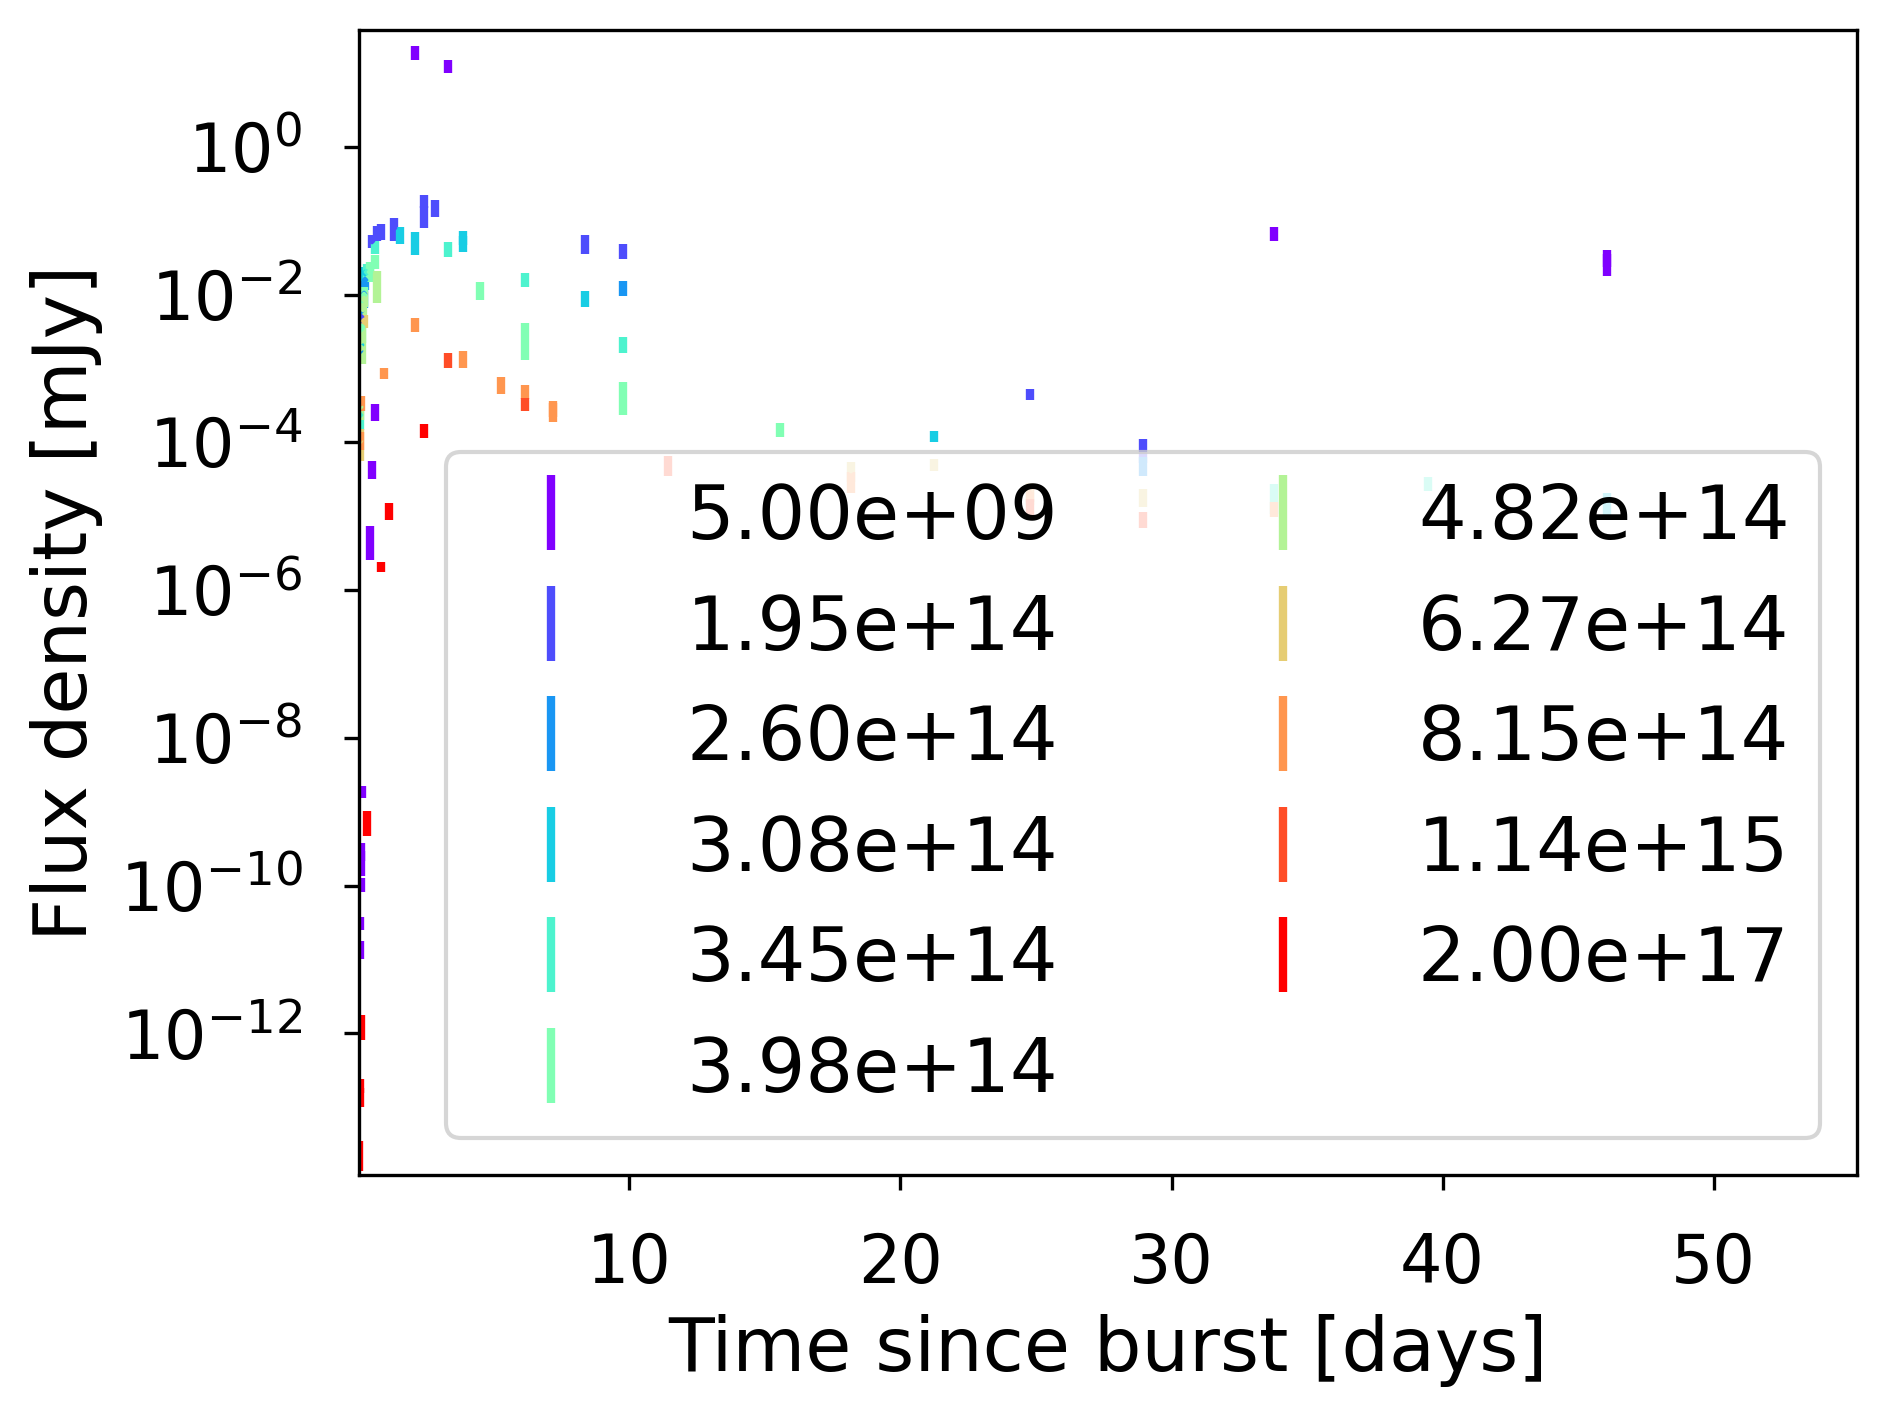 Flux density [mJy]
10⁰
10⁻²
10⁻⁴
10⁻⁶
10⁻⁸
10⁻¹⁰
10⁻¹²
5.00e+09
1.95e+14
2.60e+14
3.08e+14
3.45e+14
3.98e+14
4.82e+14
6.27e+14
8.15e+14
1.14e+15
2.00e+17
10 20 30 40 50
Time since burst [days]